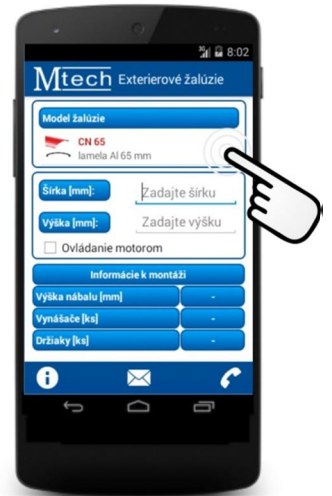 3G 8:02
Mtech Exterierové žalúzie
Model žalúzie
CN 65
lamela Al 65 mm
Šírka [mm]: Zadajte šírku
Výška [mm]: Zadajte výšku
Ovládanie motorom
Informácie k montáži
Výška nábalu [mm] -
Vynášače [ks] -
Držiaky [ks] -